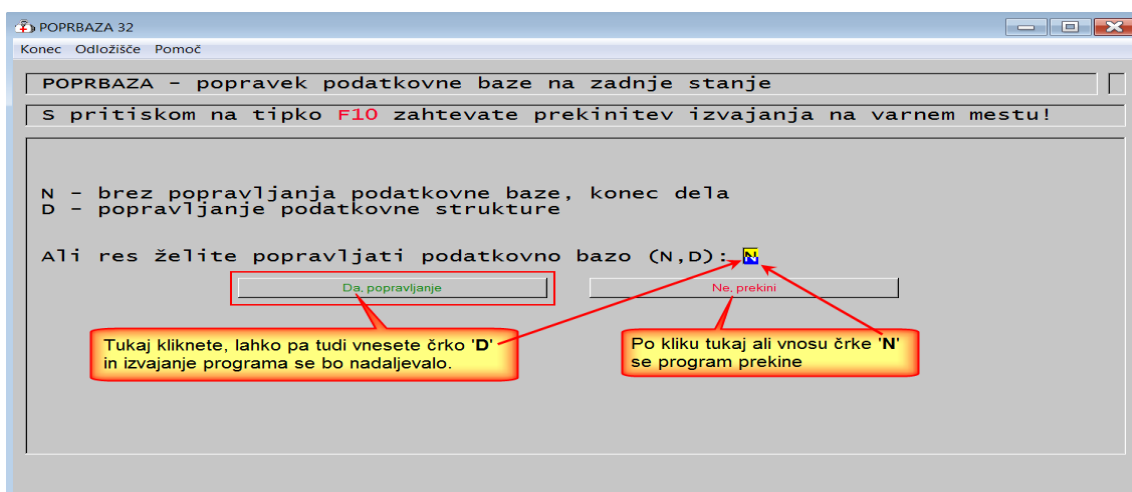 POPRBAZA 32
Konec Odložišče Pomoč
POPRBAZA - popravek podatkovne baze na zadnje stanje
S pritiskom na tipko F10 zahtevate prekinitev izvajanja na varnem mestu!
N - brez popravljanja podatkovne baze, konec dela
D - popravljanje podatkovne strukture
Ali res želite popravljati podatkovno bazo (N,D): N
Da, popravljanje
Ne, prekini
Tukaj kliknete, lahko pa tudi vnesete črko 'D'
in izvajanje programa se bo nadaljevalo.
Po kliku tukaj ali vnosu črke 'N'
se program prekine